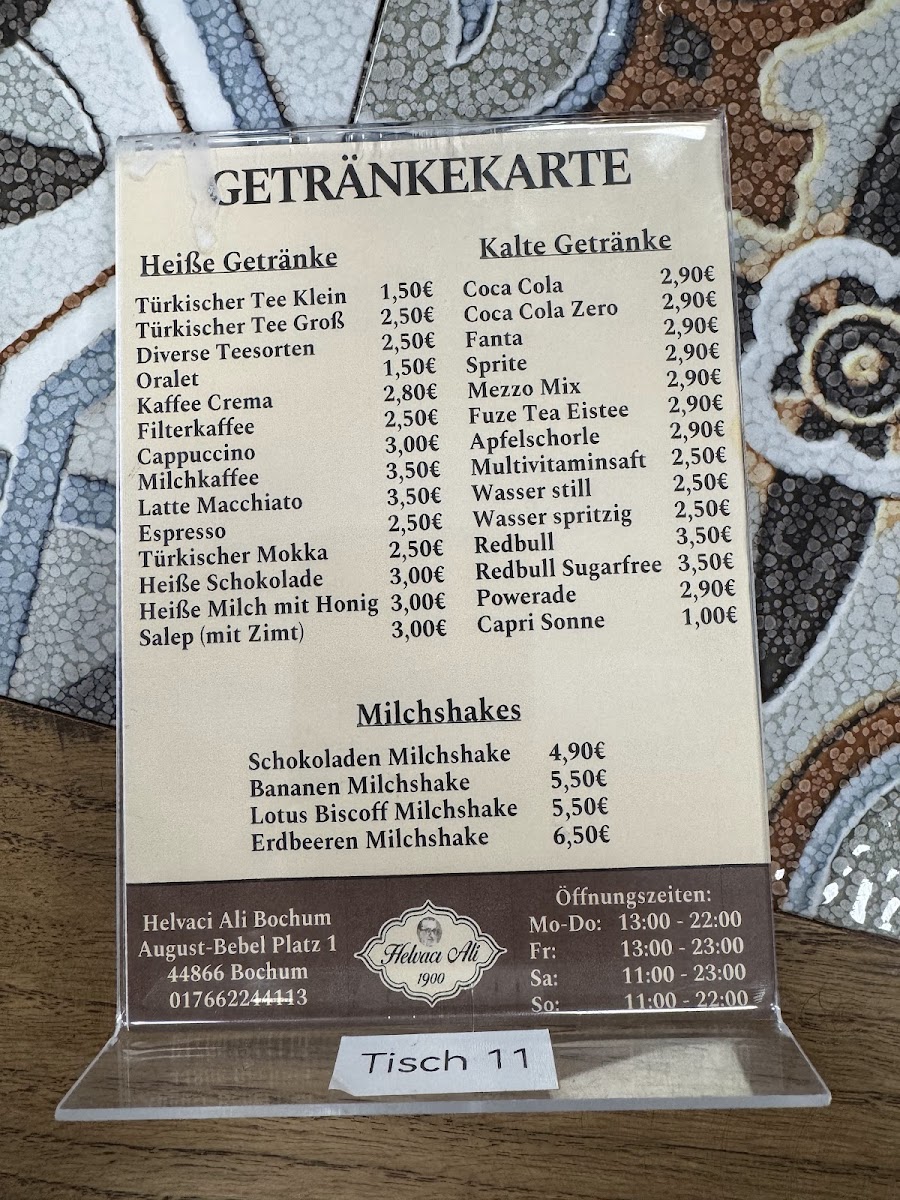 GETRÄNKEKARTE
Heiße Getränke
Türkischer Tee Klein 1,50€
Türkischer Tee Groß 2,50€
Diverse Teesorten 2,50€
Oralet 1,50€
Kaffee Crema 2,80€
Filterkaffee 2,50€
Cappuccino 3,00€
Milchkaffee 3,50€
Latte Macchiato 3,50€
Espresso 2,50€
Türkischer Mokka 2,50€
Heiße Schokolade 3,00€
Heiße Milch mit Honig 3,00€
Salep (mit Zimt) 3,00€
Kalte Getränke
Coca Cola 2,90€
Coca Cola Zero 2,90€
Fanta 2,90€
Sprite 2,90€
Mezzo Mix 2,90€
Fuze Tea Eistee 2,90€
Apfelschorle 2,90€
Multivitaminsaft 2,50€
Wasser still 2,50€
Wasser spritzig 2,50€
Redbull 3,50€
Redbull Sugarfree 3,50€
Powerade 2,90€
Capri Sonne 1,00€
Milchshakes
Schokoladen Milchshake 4,90€
Bananen Milchshake 5,50€
Lotus Biscoff Milchshake 5,50€
Erdbeeren Milchshake 6,50€
Helvaci Ali Bochum
August-Bebel Platz 1
44866 Bochum
017662244113
Helvacı Ali
1900
Öffnungszeiten:
Mo-Do: 13:00 - 22:00
Fr: 13:00 - 23:00
Sa: 11:00 - 23:00
So: 11:00 - 22:00
Tisch 11